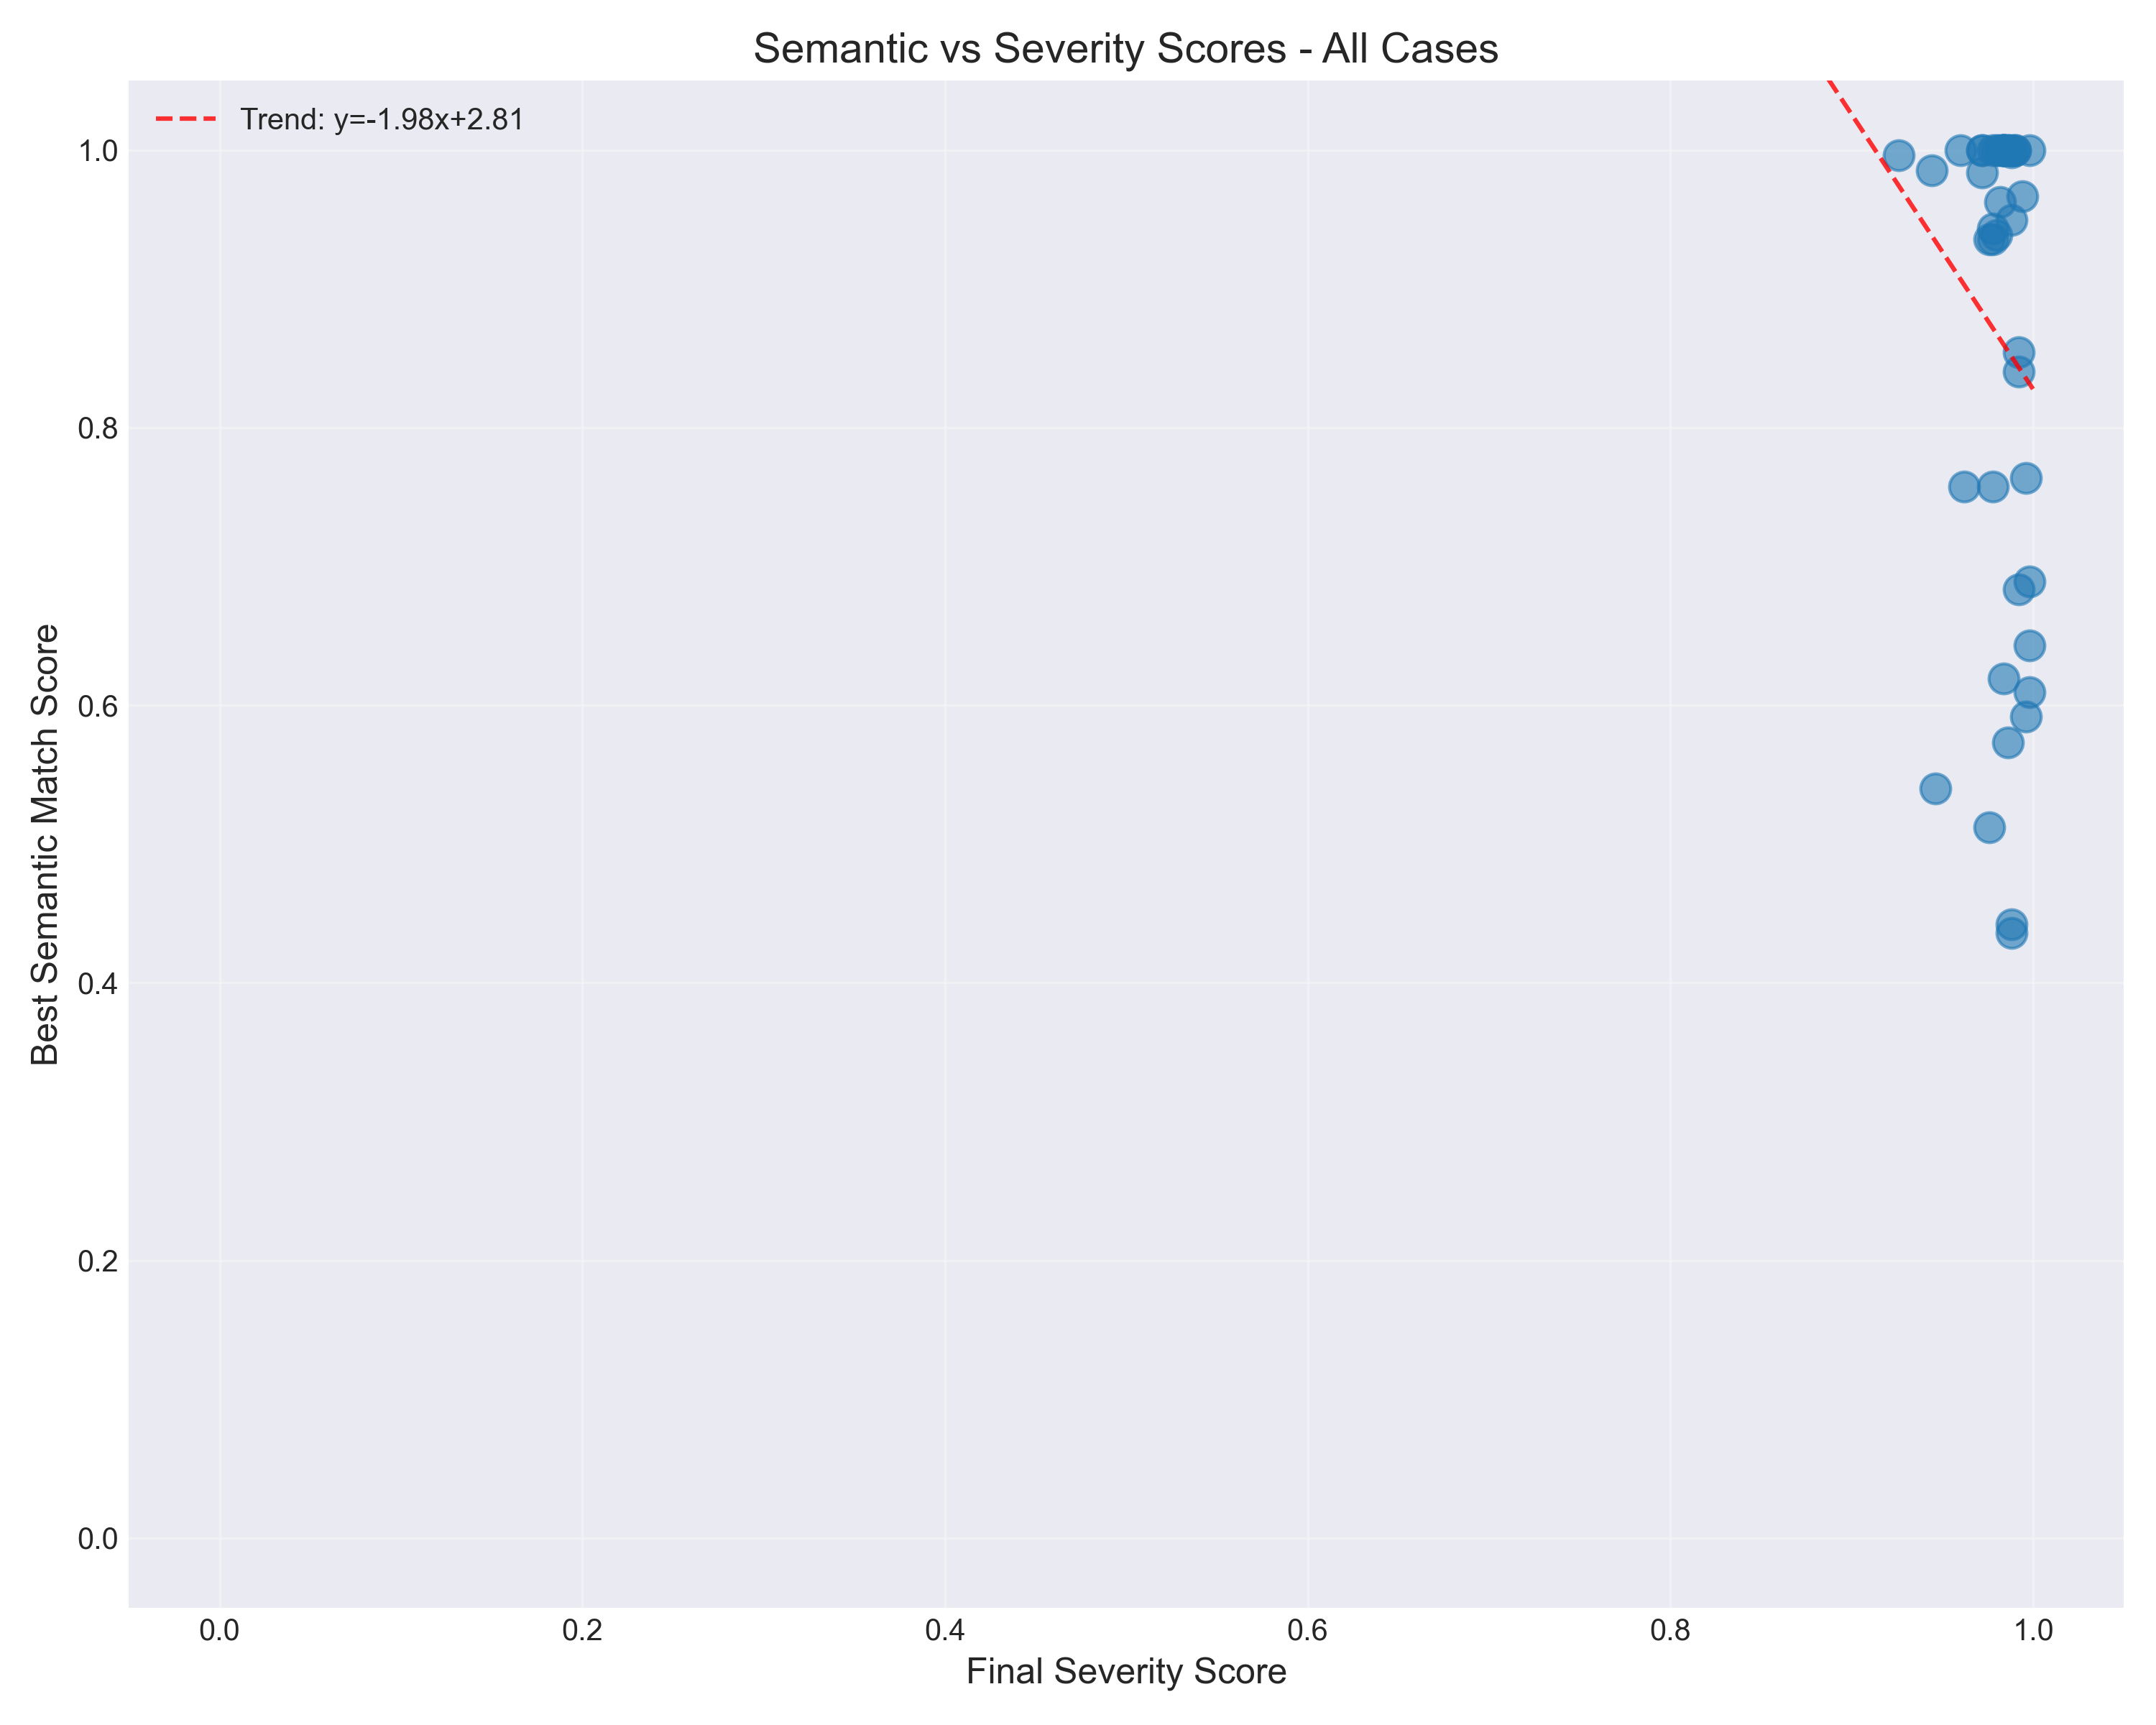 Semantic vs Severity Scores - All Cases
Trend: y=-1.98x+2.81
1.0
0.8
0.6
0.4
0.2
0.0
Best Semantic Match Score
0.0 0.2 0.4 0.6 0.8 1.0
Final Severity Score